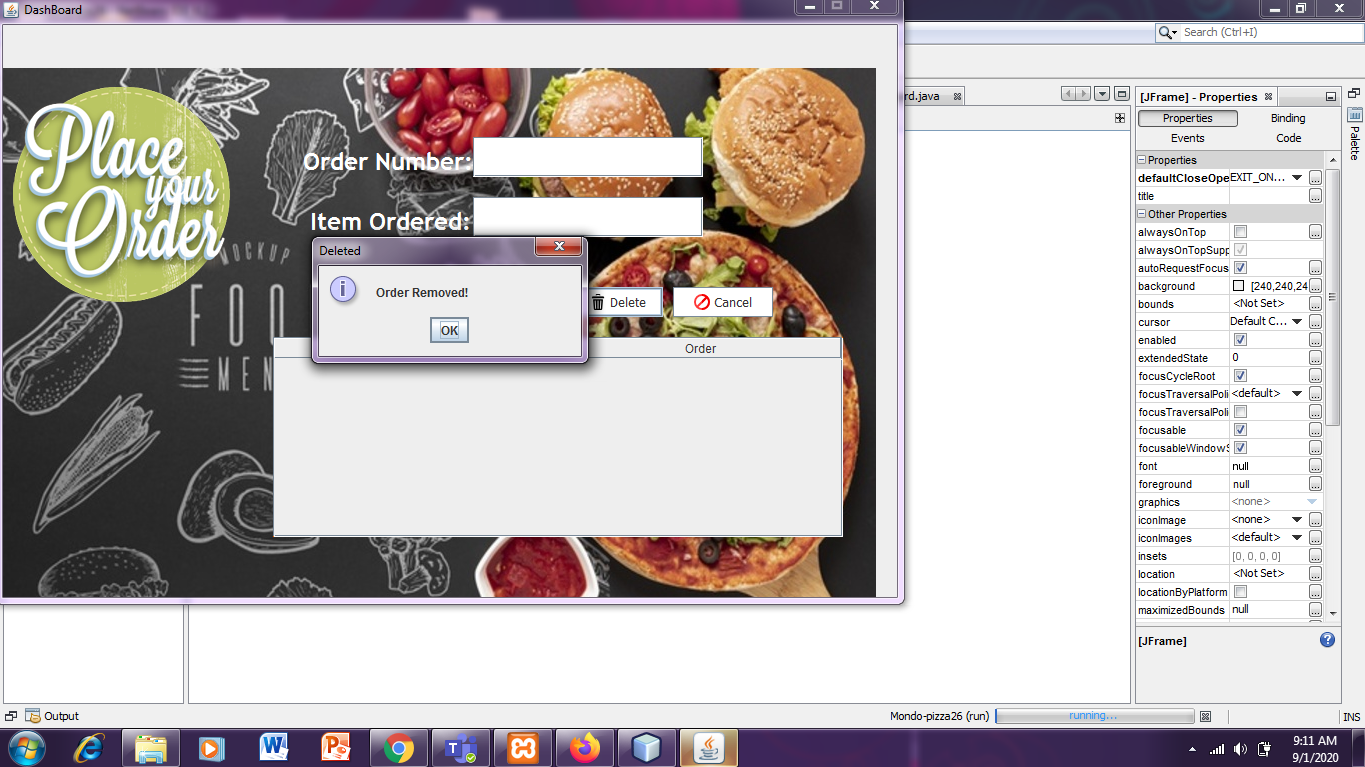 DashBoard
Search (Ctrl+I)
rd.java
[JFrame] - Properties
Properties
Binding
Events
Code
Palette
Properties
defaultCloseOpe
EXIT_ON...
title
Other Properties
alwaysOnTop
alwaysOnTopSupp
autoRequestFocus
background
[240,240,24
bounds
<Not Set>
cursor
Default C...
enabled
extendedState
0
focusCycleRoot
focusTraversalPoli
<default>
focusTraversalPoli
focusable
focusableWindowS
font
null
foreground
null
graphics
<none>
iconImage
<none>
iconImages
<default>
insets
[0, 0, 0, 0]
location
<Not Set>
locationByPlatform
maximizedBounds
null
[JFrame]
Place
your
Order
MOCKUP
FOO
MEN
Order Number:
Item Ordered:
Deleted
Order Removed!
OK
Delete
Cancel
Order
Output
Mondo-pizza26 (run)
running...
INS
9:11 AM
9/1/2020